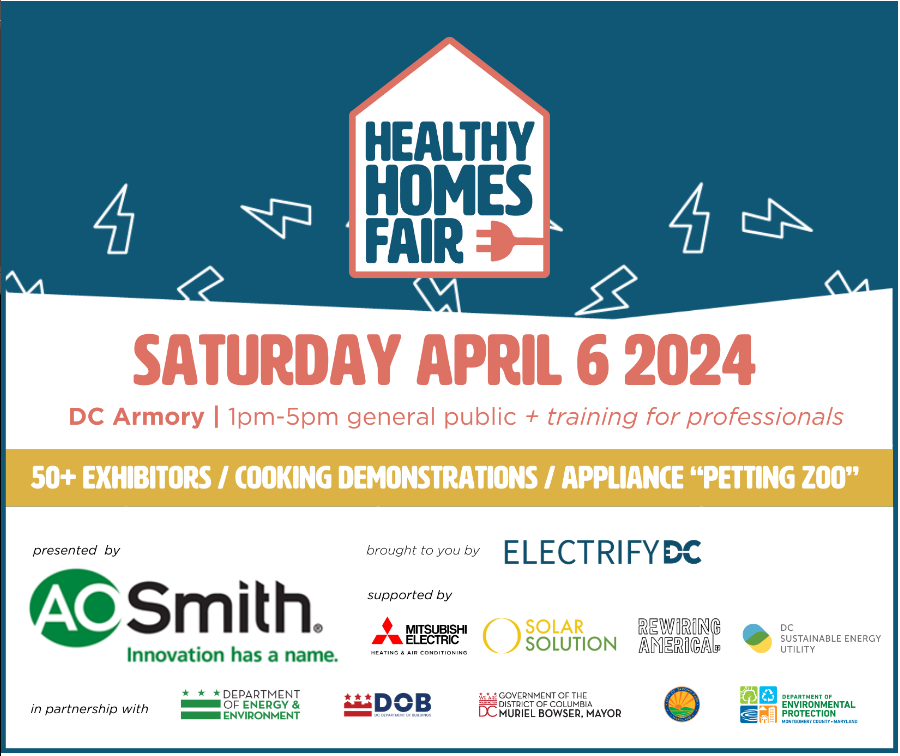 HEALTHY
HOMES
FAIR
SATURDAY APRIL 6 2024
DC Armory | 1pm-5pm general public + training for professionals
50+ EXHIBITORS / COOKING DEMONSTRATIONS / APPLIANCE “PETTING ZOO”
presented by
AO Smith®
Innovation has a name.
brought to you by
ELECTRIFY DC
supported by
MITSUBISHI
ELECTRIC
HEATING & AIR CONDITIONING
SOLAR
SOLUTION
REWIRING
AMERICA
DC
SUSTAINABLE ENERGY
UTILITY
in partnership with
DEPARTMENT
OF ENERGY &
ENVIRONMENT
DOB
DC DEPARTMENT OF BUILDINGS
GOVERNMENT OF THE
DISTRICT OF COLUMBIA
DC MURIEL BOWSER, MAYOR
DEPARTMENT OF
ENVIRONMENTAL
PROTECTION
MONTGOMERY COUNTY • MARYLAND